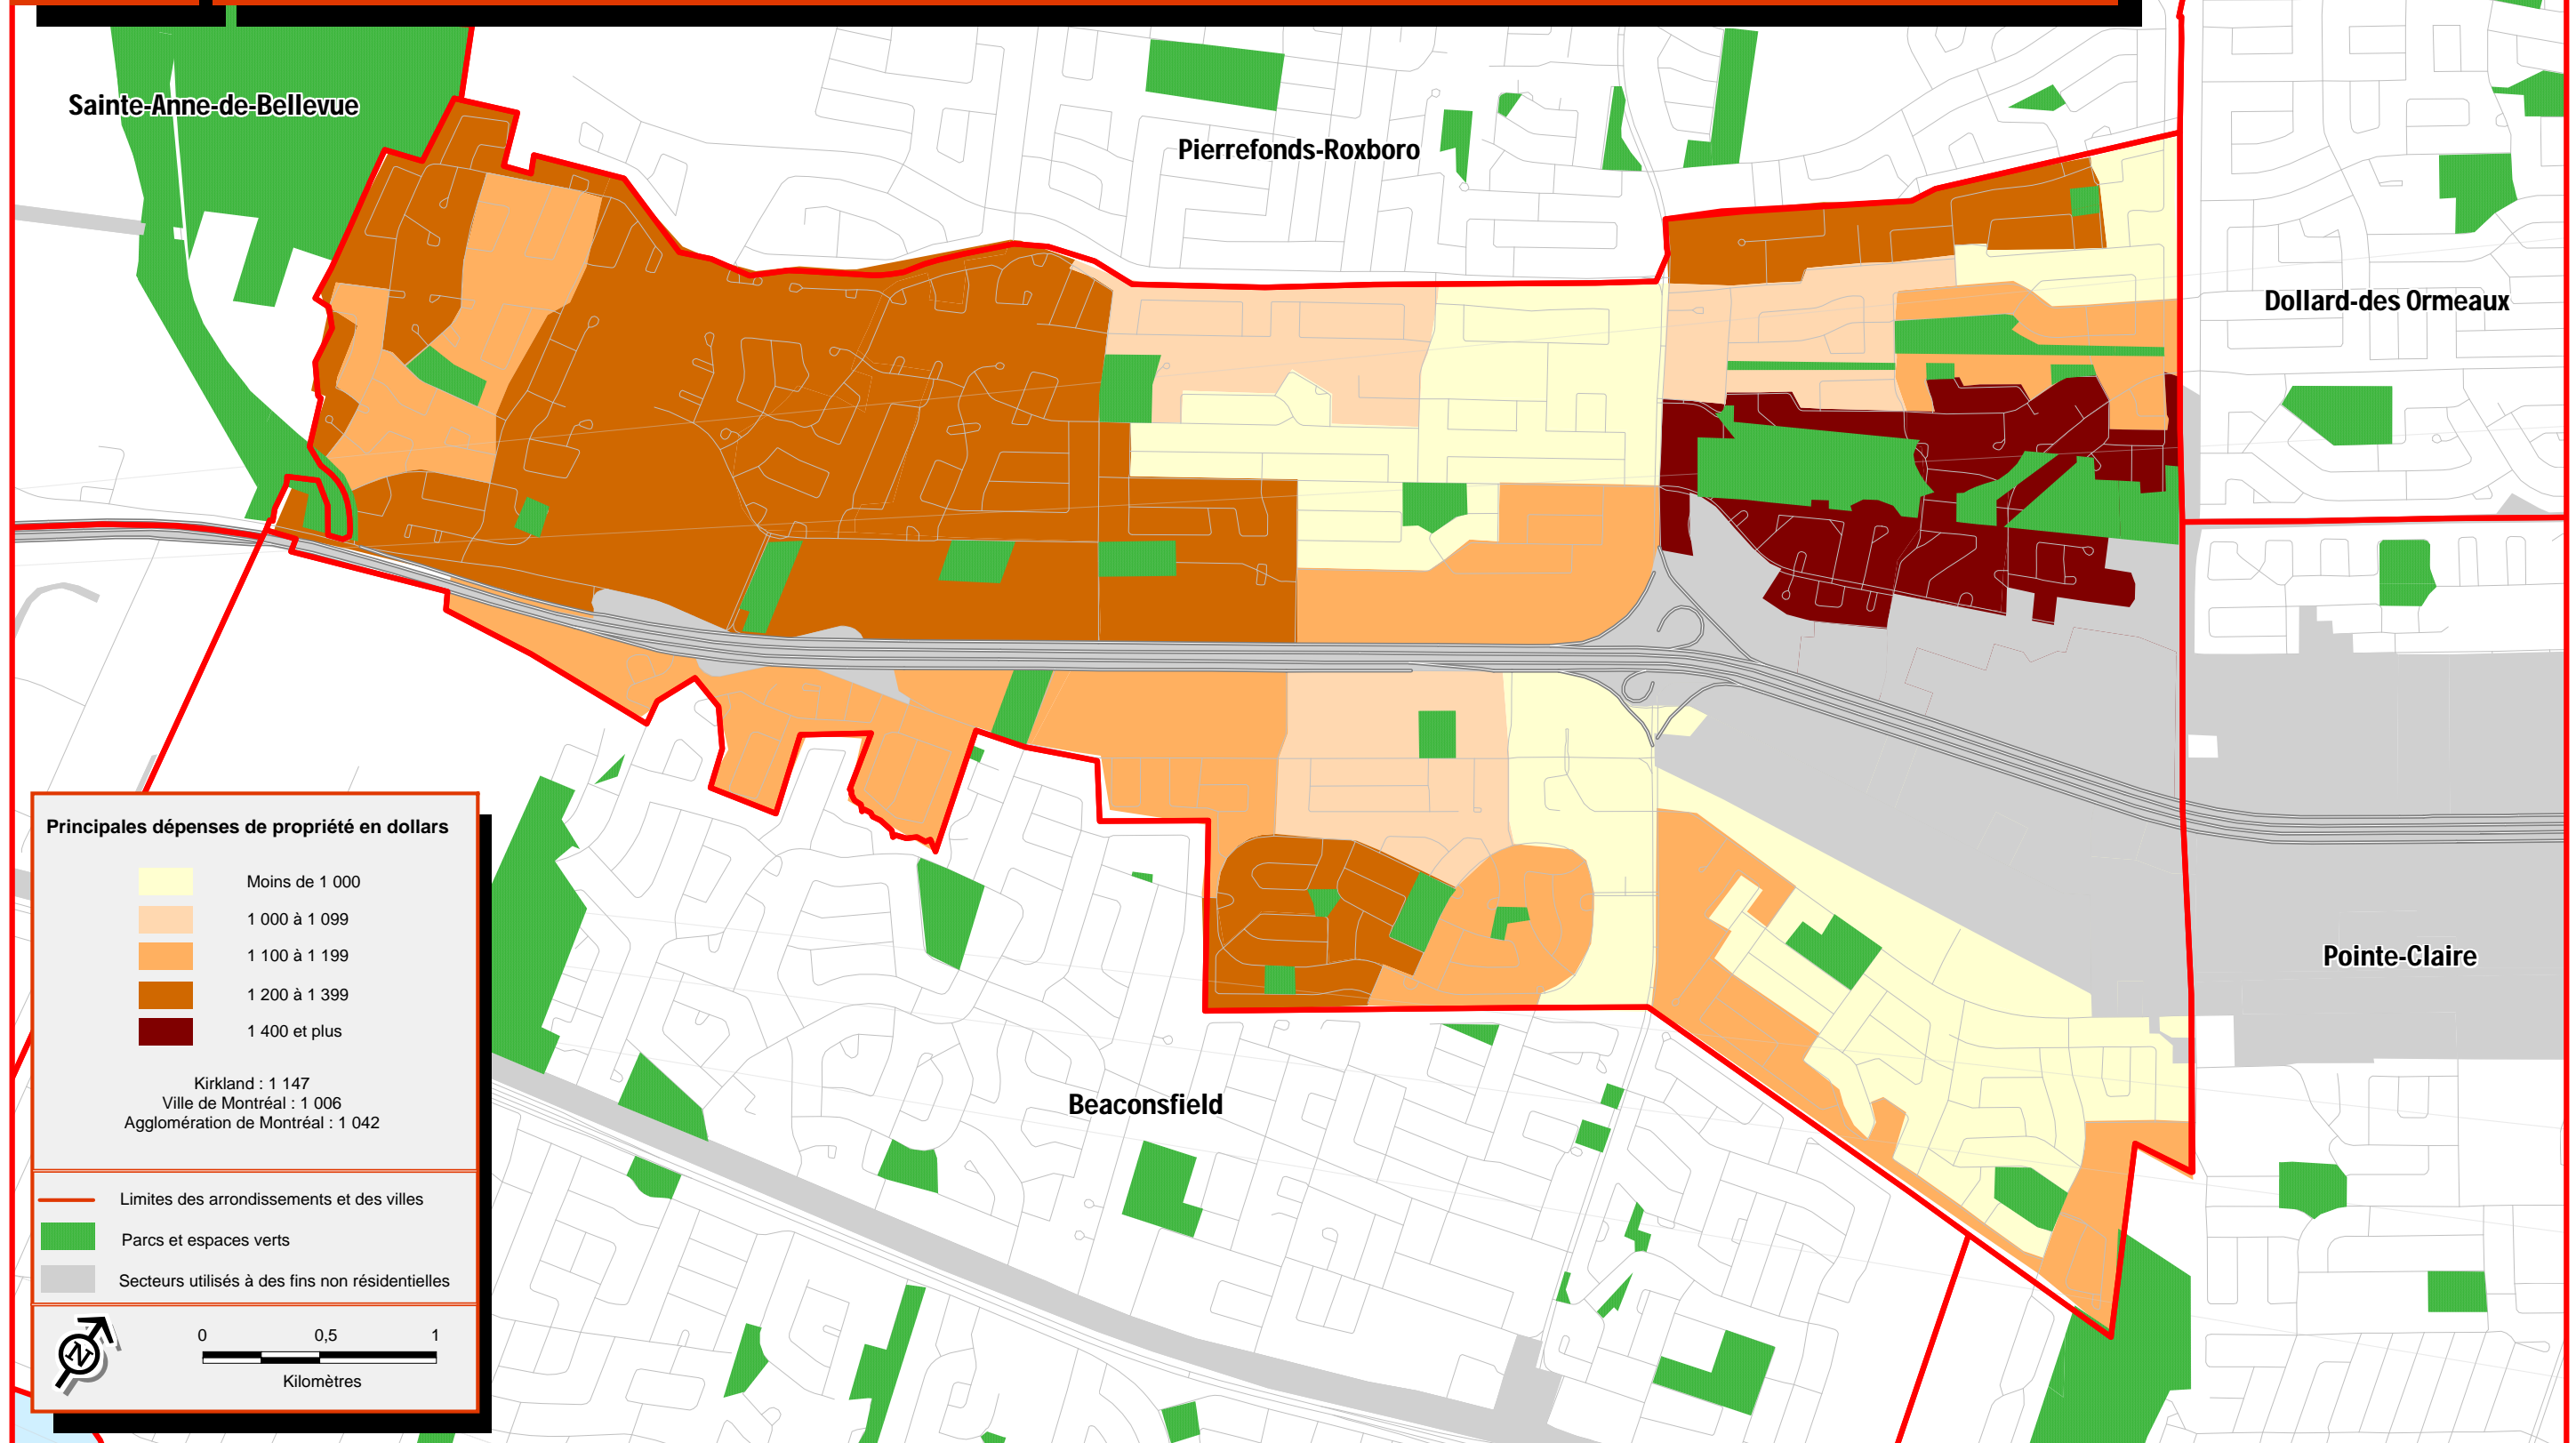 Sainte-Anne-de-Bellevue
Pierrefonds-Roxboro
Dollard-des Ormeaux
Pointe-Claire
Beaconsfield
Principales dépenses de propriété en dollars
Moins de 1 000
1 000 à 1 099
1 100 à 1 199
1 200 à 1 399
1 400 et plus
Kirkland : 1 147
Ville de Montréal : 1 006
Agglomération de Montréal : 1 042
Limites des arrondissements et des villes
Parcs et espaces verts
Secteurs utilisés à des fins non résidentielles
N
0 0,5 1
Kilomètres